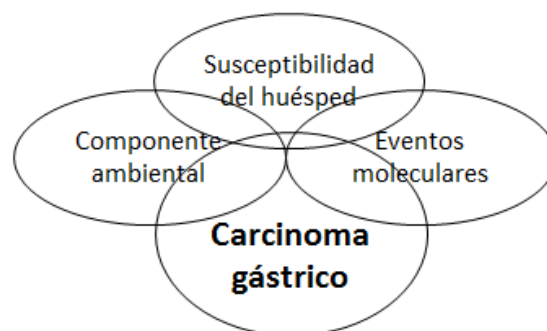 Susceptibilidad
del huésped
Componente
ambiental
Eventos
moleculares
Carcinoma
gástrico